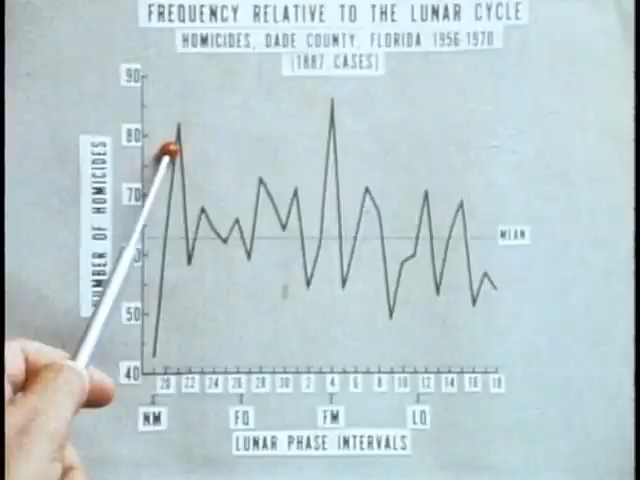 FREQUENCY RELATIVE TO THE LUNAR CYCLE
HOMICIDES, DADE COUNTY, FLORIDA 1956-1970
(1887 CASES)
NUMBER OF HOMICIDES
90
80
70
60
50
40
MEAN
20 22 24 26 28 30 2 4 6 8 10 12 14 16 18
NM FQ FM LQ
LUNAR PHASE INTERVALS